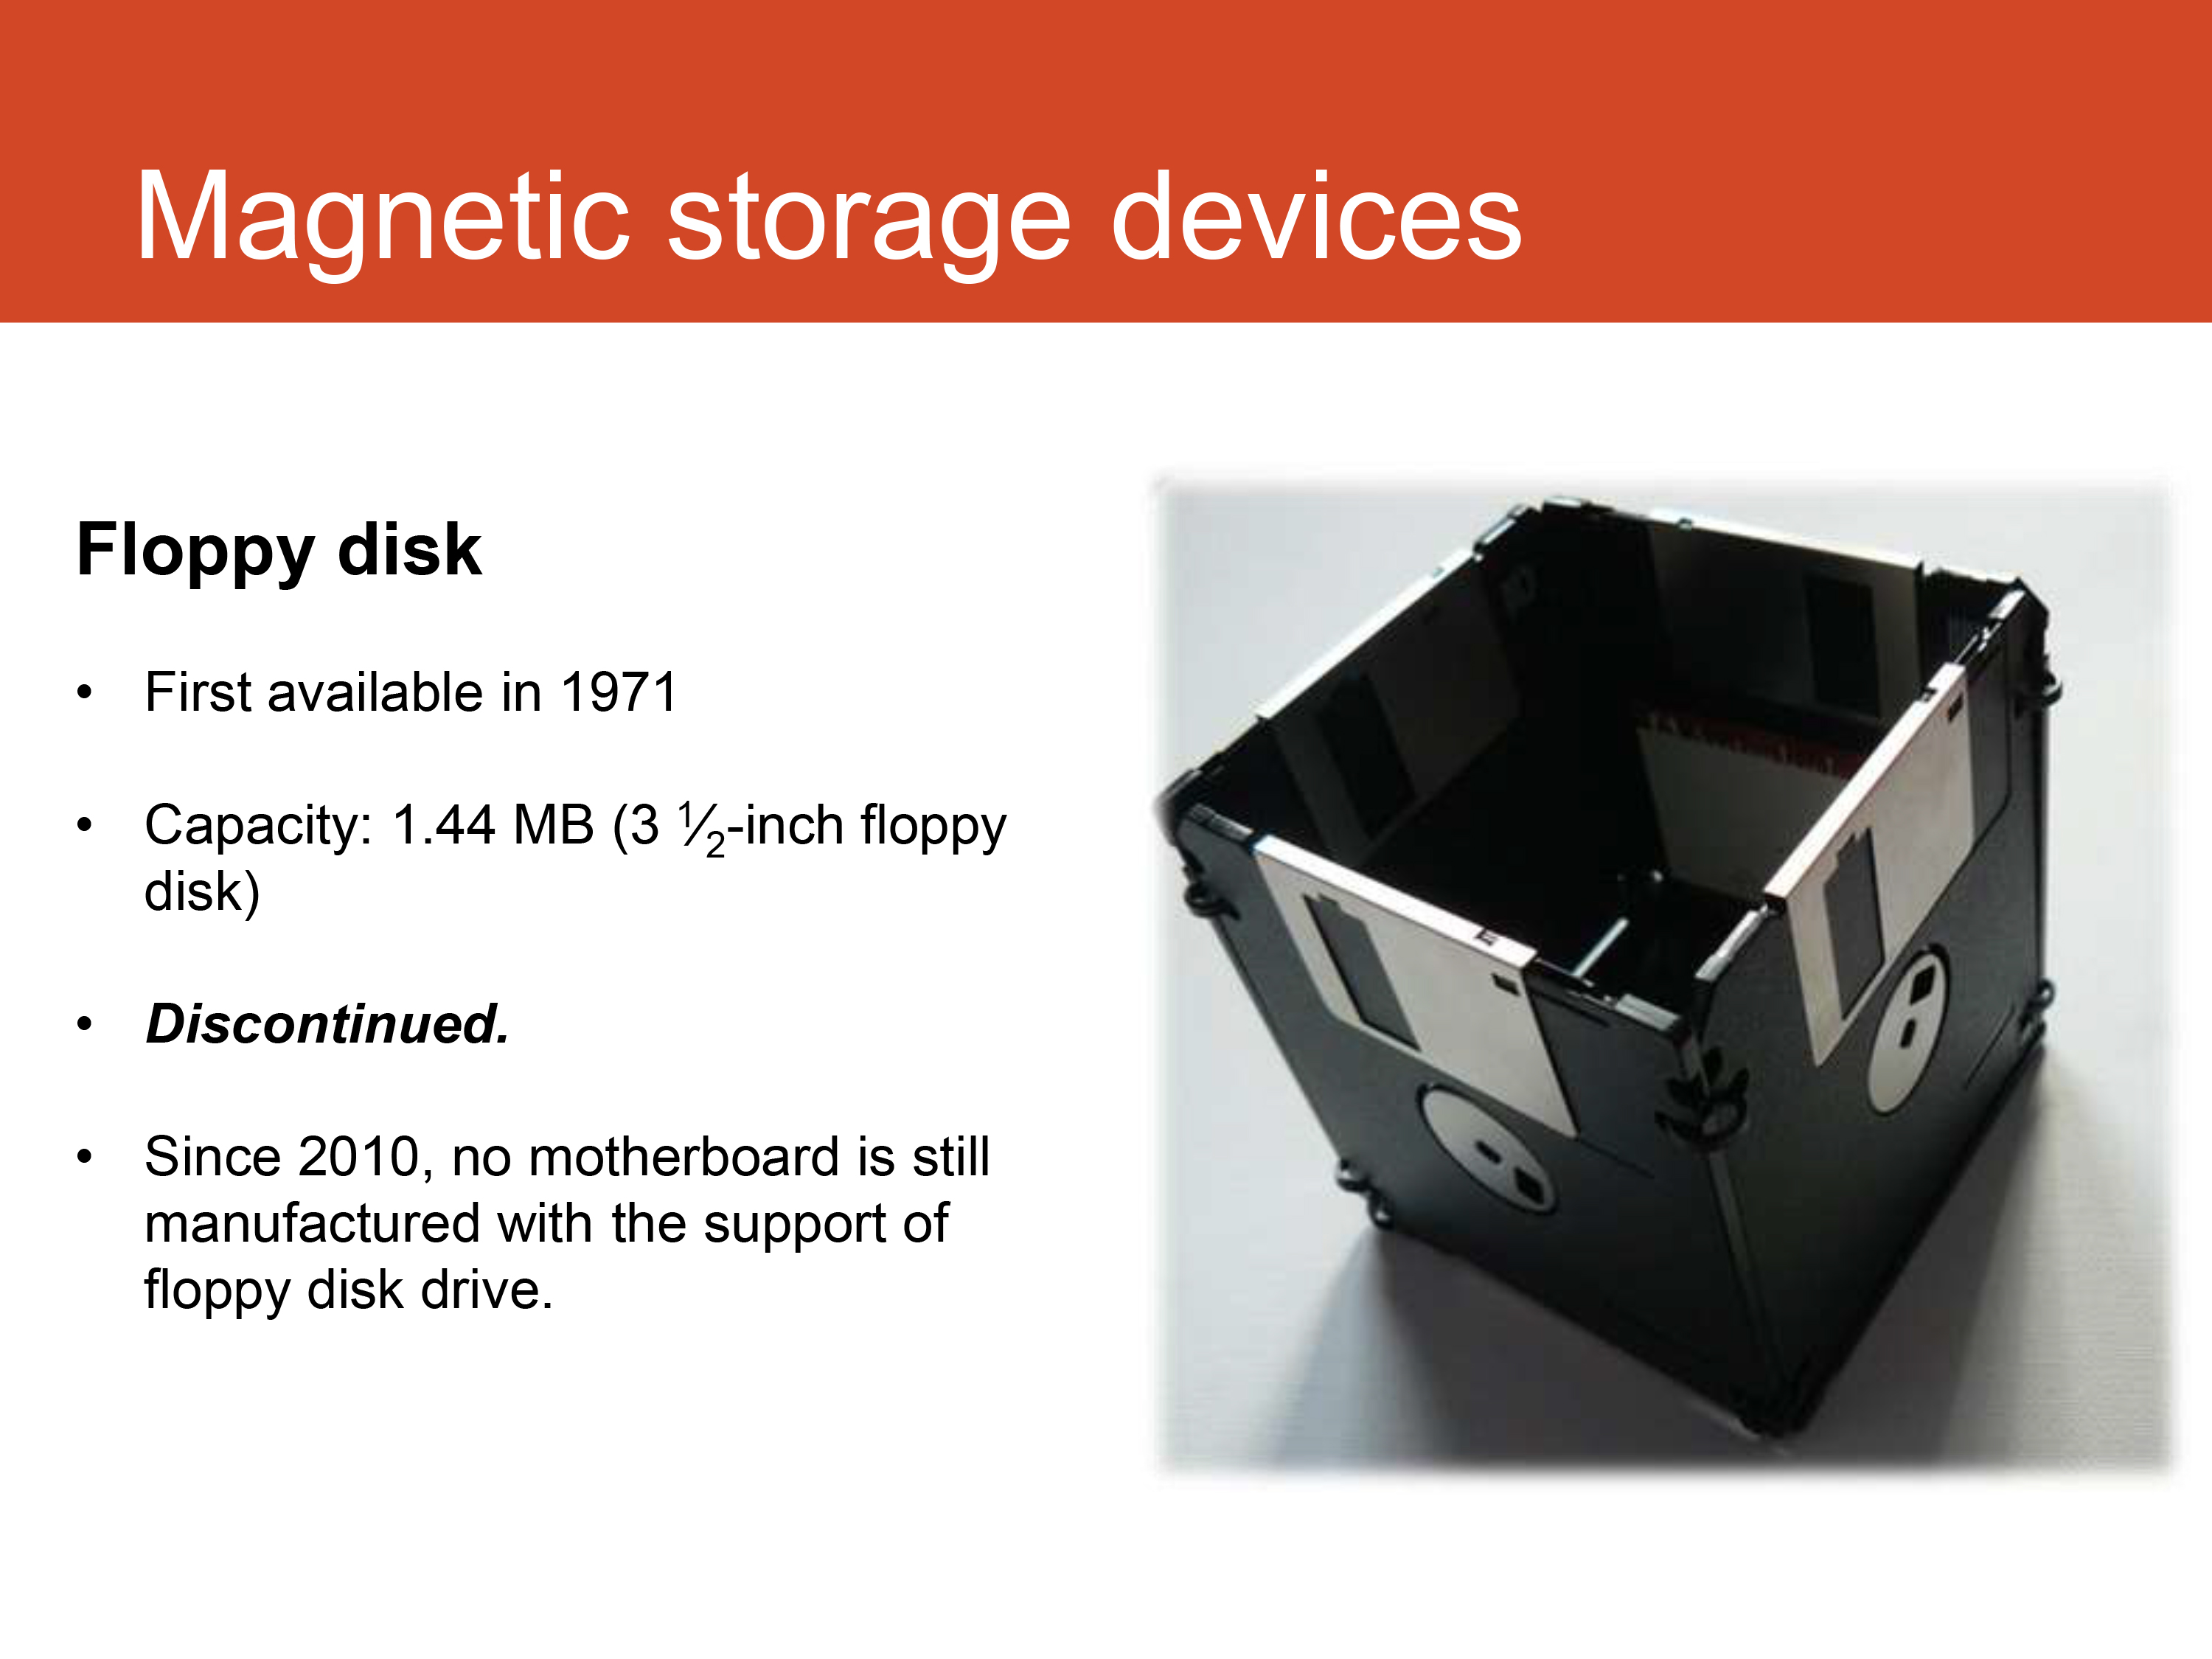 Magnetic storage devices
Floppy disk
• First available in 1971
• Capacity: 1.44 MB (3 ½-inch floppy
disk)
• Discontinued.
• Since 2010, no motherboard is still
manufactured with the support of
floppy disk drive.